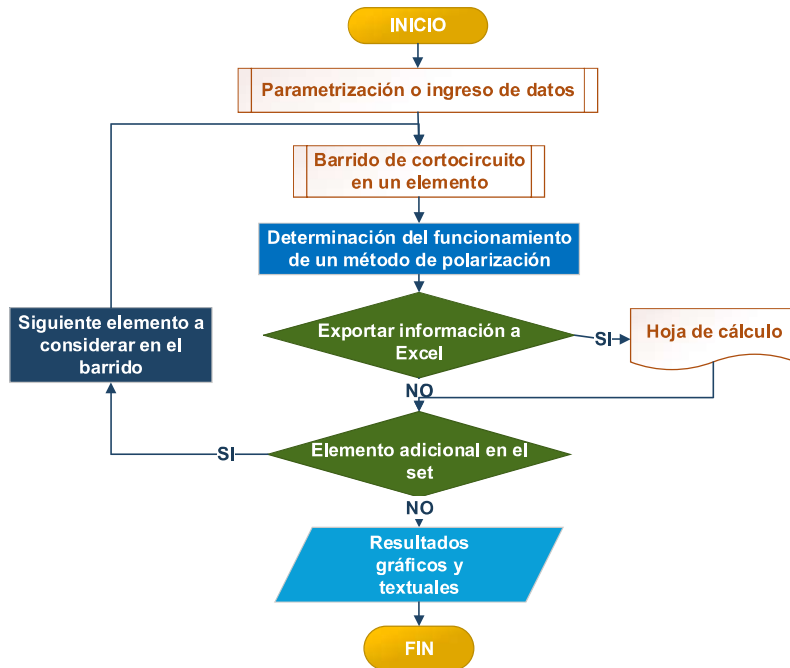 INICIO
Parametrización o ingreso de datos
Barrido de cortocircuito
en un elemento
Determinación del funcionamiento
de un método de polarización
Exportar información a
Excel
SI
Hoja de cálculo
NO
Siguiente elemento a
considerar en el
barrido
Elemento adicional en el
set
SI
NO
Resultados
gráficos y
textuales
FIN